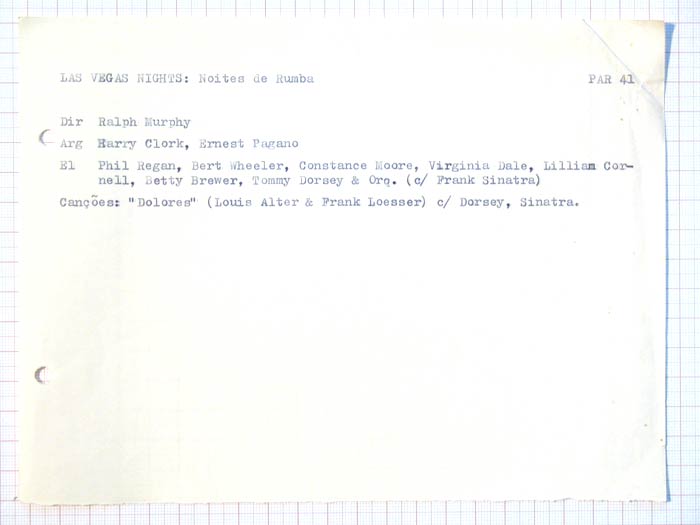 LAS VEGAS NIGHTS: Noites de Rumba PAR 41
Dir Ralph Murphy
Arg Harry Clork, Ernest Pagano
El Phil Regan, Bert Wheeler, Constance Moore, Virginia Dale, Lilliam Cor-
nell, Betty Brewer, Tommy Dorsey & Orq. (c/ Frank Sinatra)
Canções: "Dolores" (Louis Alter & Frank Loesser) c/ Dorsey, Sinatra.